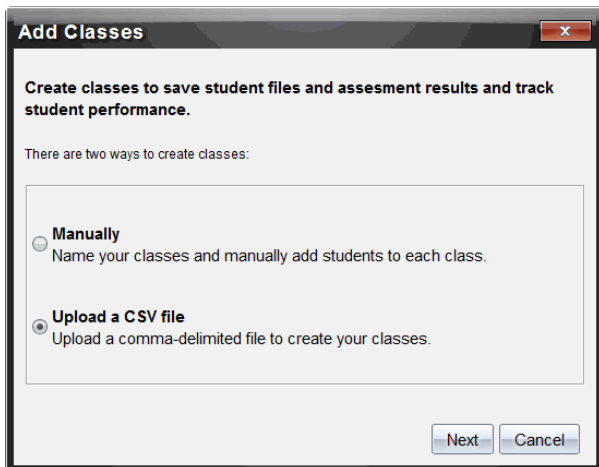 Add Classes
x
Create classes to save student files and assesment results and track
student performance.
There are two ways to create classes:
Manually
Name your classes and manually add students to each class.
Upload a CSV file
Upload a comma-delimited file to create your classes.
Next Cancel